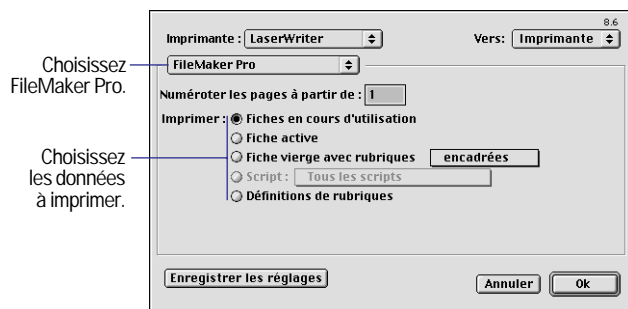 8.6
Imprimante : LaserWriter Vers: Imprimante
Choisissez
FileMaker Pro.
FileMaker Pro
Numéroter les pages à partir de : 1
Imprimer : Fiches en cours d'utilisation
Fiche active
Choisissez
les données
à imprimer.
Fiche vierge avec rubriques encadrées
Script : Tous les scripts
Définitions de rubriques
Enregistrer les réglages Annuler Ok